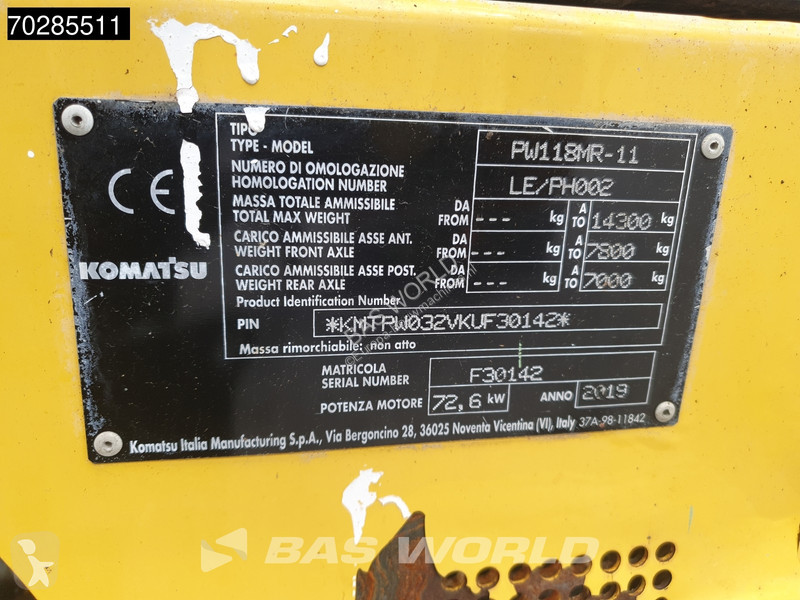 70285511
TIPO
TYPE - MODEL PW118MR-11
NUMERO DI OMOLOGAZIONE
HOMOLOGATION NUMBER LE/PH002
MASSA TOTALE AMMISSIBILE DA A
TOTAL MAX WEIGHT FROM --- kg TO 14300 kg
CARICO AMMISSIBILE ASSE ANT. DA A
WEIGHT FRONT AXLE FROM --- kg TO 7800 kg
CARICO AMMISSIBILE ASSE POST. DA A
WEIGHT REAR AXLE FROM --- kg TO 7000 kg
CE
KOMATSU
Product Identification Number
PIN *KMTPW032VKUF30142*
Massa rimorchiabile: non atto
MATRICOLA
SERIAL NUMBER F30142
POTENZA MOTORE 72,6 kW ANNO 2019
Komatsu Italia Manufacturing S.p.A., Via Bergoncino 28, 36025 Noventa Vicentina (VI), Italy 37A-98-11842
BAS WORLD
BAS WORLD